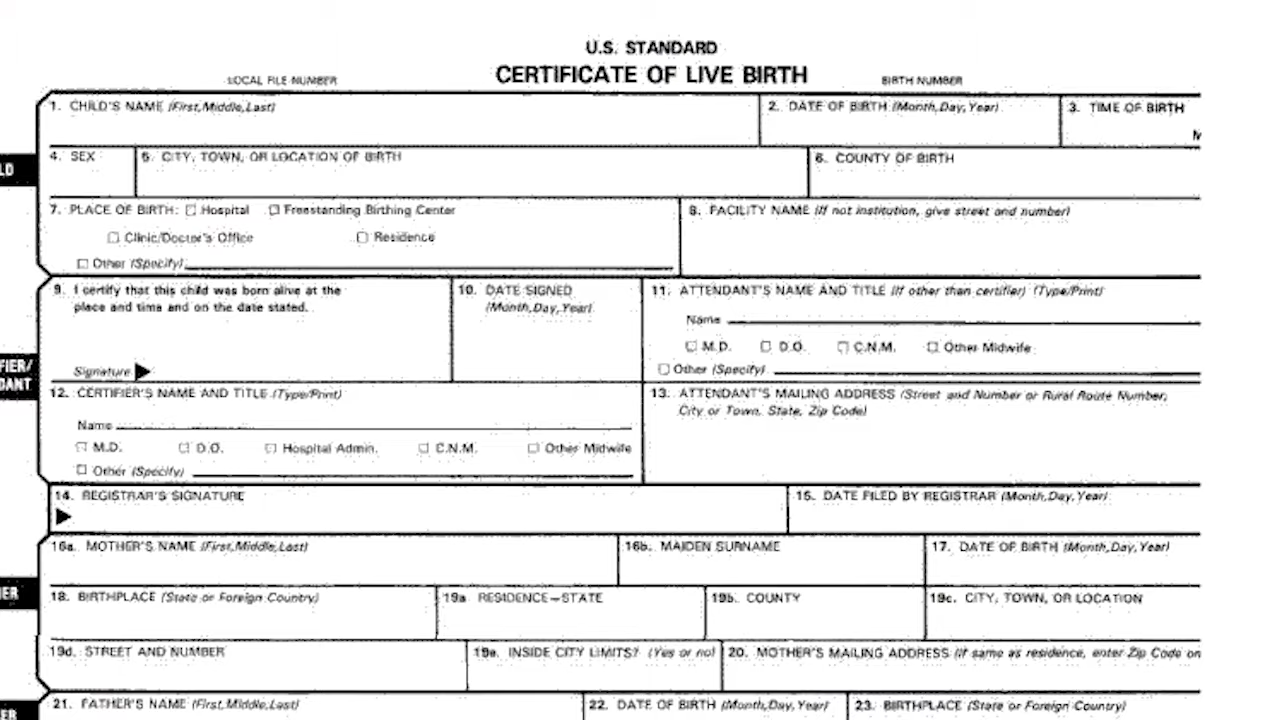 U.S. STANDARD
LOCAL FILE NUMBER CERTIFICATE OF LIVE BIRTH BIRTH NUMBER
1. CHILD'S NAME (First,Middle,Last) 2. DATE OF BIRTH (Month,Day,Year) 3. TIME OF BIRTH
M
LD
4. SEX 5. CITY, TOWN, OR LOCATION OF BIRTH 6. COUNTY OF BIRTH
7. PLACE OF BIRTH: ☐ Hospital ☐ Freestanding Birthing Center 8. FACILITY NAME (If not institution, give street and number)
☐ Clinic/Doctor's Office ☐ Residence
☐ Other (Specify)
9. I certify that this child was born alive at the 10. DATE SIGNED 11. ATTENDANT'S NAME AND TITLE (If other than certifier) (Type/Print)
place and time and on the date stated. (Month,Day,Year)
Name
☐ M.D. ☐ D.O. ☐ C.N.M. ☐ Other Midwife
FIER/
DANT
Signature ☐ Other (Specify)
12. CERTIFIER'S NAME AND TITLE (Type/Print) 13. ATTENDANT'S MAILING ADDRESS (Street and Number or Rural Route Number,
City or Town, State, Zip Code)
Name
☐ M.D. ☐ D.O. ☐ Hospital Admin. ☐ C.N.M. ☐ Other Midwife
☐ Other (Specify)
14. REGISTRAR'S SIGNATURE 15. DATE FILED BY REGISTRAR (Month,Day,Year)
16a. MOTHER'S NAME (First,Middle,Last) 16b. MAIDEN SURNAME 17. DATE OF BIRTH (Month,Day,Year)
HER
18. BIRTHPLACE (State or Foreign Country) 19a. RESIDENCE-STATE 19b. COUNTY 19c. CITY, TOWN, OR LOCATION
19d. STREET AND NUMBER 19e. INSIDE CITY LIMITS? (Yes or no) 20. MOTHER'S MAILING ADDRESS (If same as residence, enter Zip Code on
21. FATHER'S NAME (First,Middle,Last) 22. DATE OF BIRTH (Month,Day,Year) 23. BIRTHPLACE (State or Foreign Country)
ER